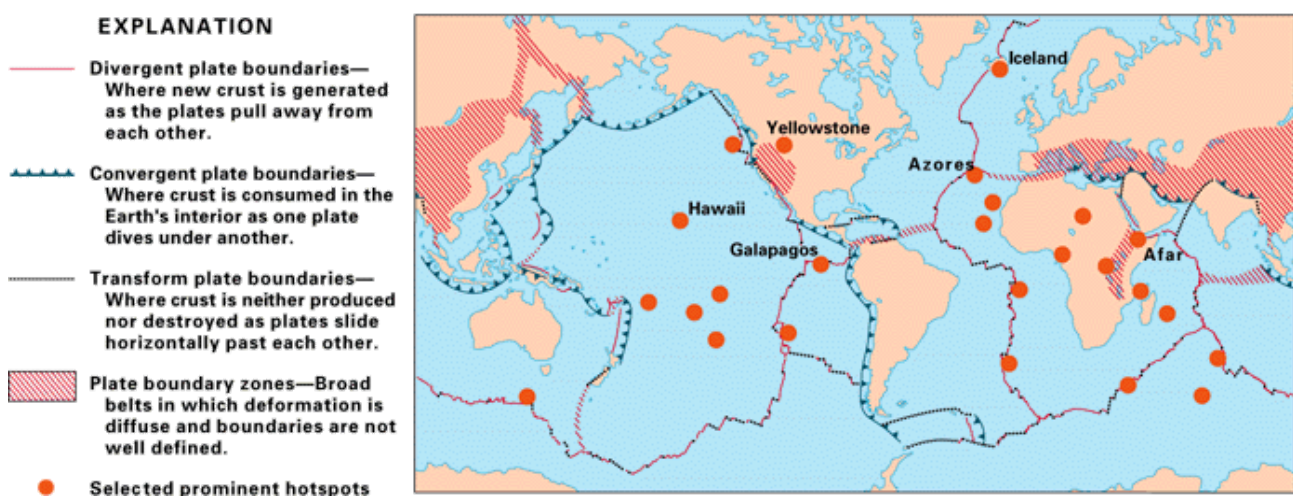 EXPLANATION
Divergent plate boundaries—
Where new crust is generated
as the plates pull away from
each other.
Convergent plate boundaries—
Where crust is consumed in the
Earth's interior as one plate
dives under another.
Transform plate boundaries—
Where crust is neither produced
nor destroyed as plates slide
horizontally past each other.
Plate boundary zones—Broad
belts in which deformation is
diffuse and boundaries are not
well defined.
Selected prominent hotspots
Iceland
Yellowstone
Azores
Hawaii
Galapagos
Afar